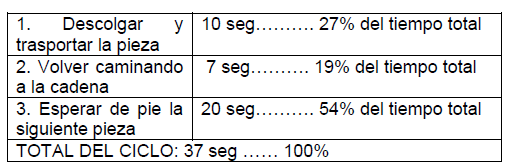 1. Descolgar y trasportar la pieza
10 seg.......... 27% del tiempo total
2. Volver caminando a la cadena
7 seg.......... 19% del tiempo total
3. Esperar de pie la siguiente pieza
20 seg.......... 54% del tiempo total
TOTAL DEL CICLO: 37 seg ...... 100%